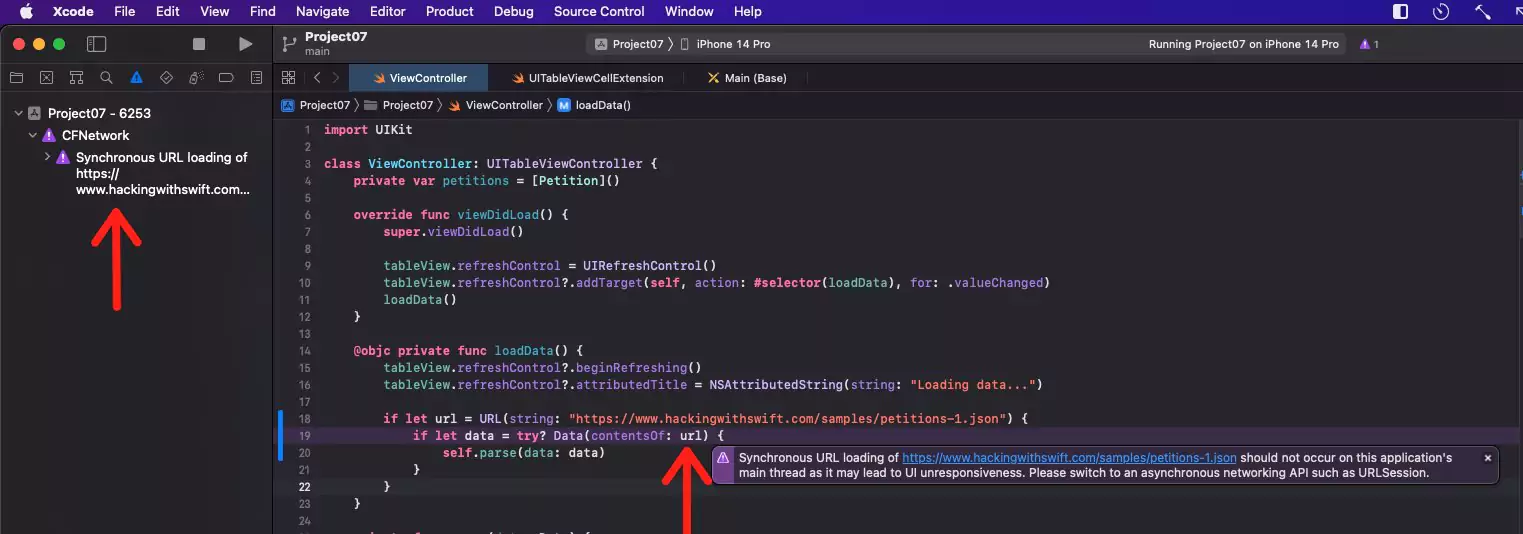 Xcode File Edit View Find Navigate Editor Product Debug Source Control Window Help
Project07
main
Project07 iPhone 14 Pro Running Project07 on iPhone 14 Pro 1
ViewController UITableViewCellExtension Main (Base)
Project07 Project07 ViewController M loadData()
Project07 - 6253
CFNetwork
Synchronous URL loading of
https://
www.hackingwithswift.com...
1 import UIKit
2
3 class ViewController: UITableViewController {
4 private var petitions = [Petition]()
5
6 override func viewDidLoad() {
7 super.viewDidLoad()
8
9 tableView.refreshControl = UIRefreshControl()
10 tableView.refreshControl?.addTarget(self, action: #selector(loadData), for: .valueChanged)
11 loadData()
12 }
13
14 @objc private func loadData() {
15 tableView.refreshControl?.beginRefreshing()
16 tableView.refreshControl?.attributedTitle = NSAttributedString(string: "Loading data...")
17
18 if let url = URL(string: "https://www.hackingwithswift.com/samples/petitions-1.json") {
19 if let data = try? Data(contentsOf: url) {
20 self.parse(data: data)
21 }
22 }
23 }
24
Synchronous URL loading of https://www.hackingwithswift.com/samples/petitions-1.json should not occur on this application's
main thread as it may lead to UI unresponsiveness. Please switch to an asynchronous networking API such as URLSession.